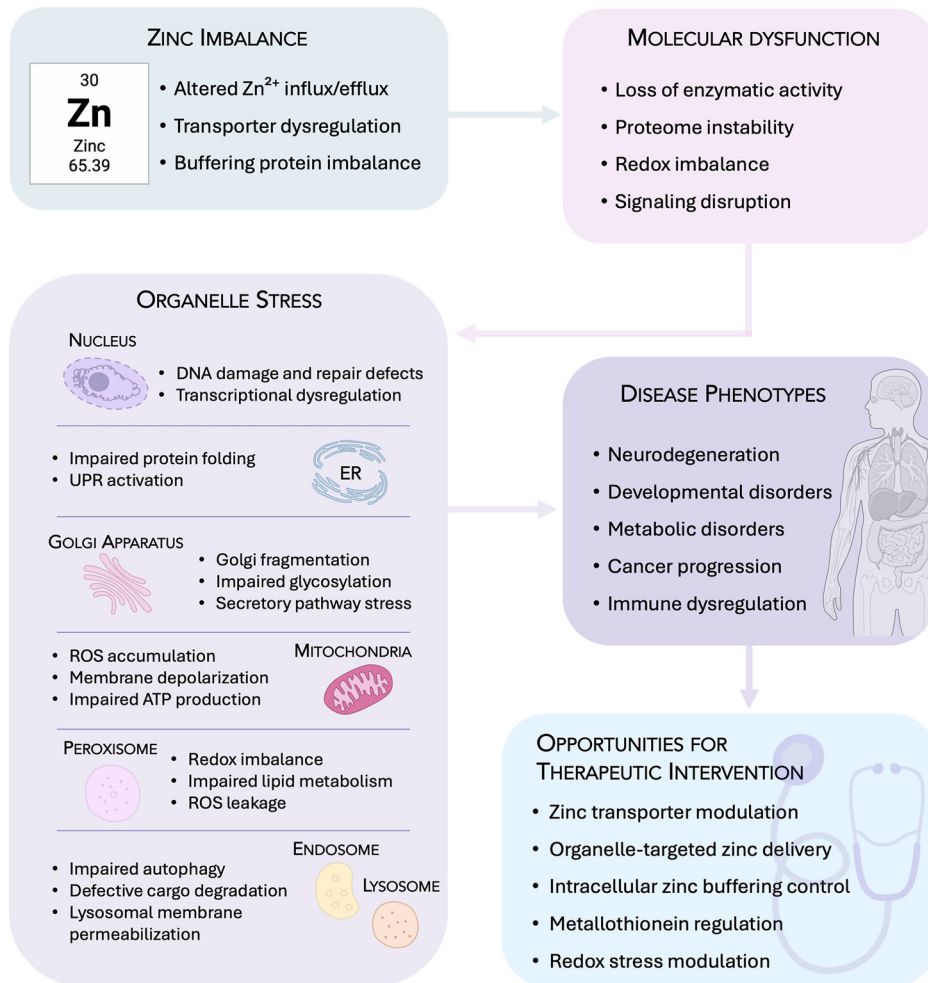 ZINC IMBALANCE
30
Zn
Zinc
65.39
• Altered Zn²⁺ influx/efflux
• Transporter dysregulation
• Buffering protein imbalance
MOLECULAR DYSFUNCTION
• Loss of enzymatic activity
• Proteome instability
• Redox imbalance
• Signaling disruption
ORGANELLE STRESS
NUCLEUS
• DNA damage and repair defects
• Transcriptional dysregulation
• Impaired protein folding
• UPR activation
ER
GOLGI APPARATUS
• Golgi fragmentation
• Impaired glycosylation
• Secretory pathway stress
• ROS accumulation
• Membrane depolarization
• Impaired ATP production
MITOCHONDRIA
PEROXISOME
• Redox imbalance
• Impaired lipid metabolism
• ROS leakage
• Impaired autophagy
• Defective cargo degradation
• Lysosomal membrane
permeabilization
ENDOSOME
LYSOSOME
DISEASE PHENOTYPES
• Neurodegeneration
• Developmental disorders
• Metabolic disorders
• Cancer progression
• Immune dysregulation
OPPORTUNITIES FOR
THERAPEUTIC INTERVENTION
• Zinc transporter modulation
• Organelle-targeted zinc delivery
• Intracellular zinc buffering control
• Metallothionein regulation
• Redox stress modulation